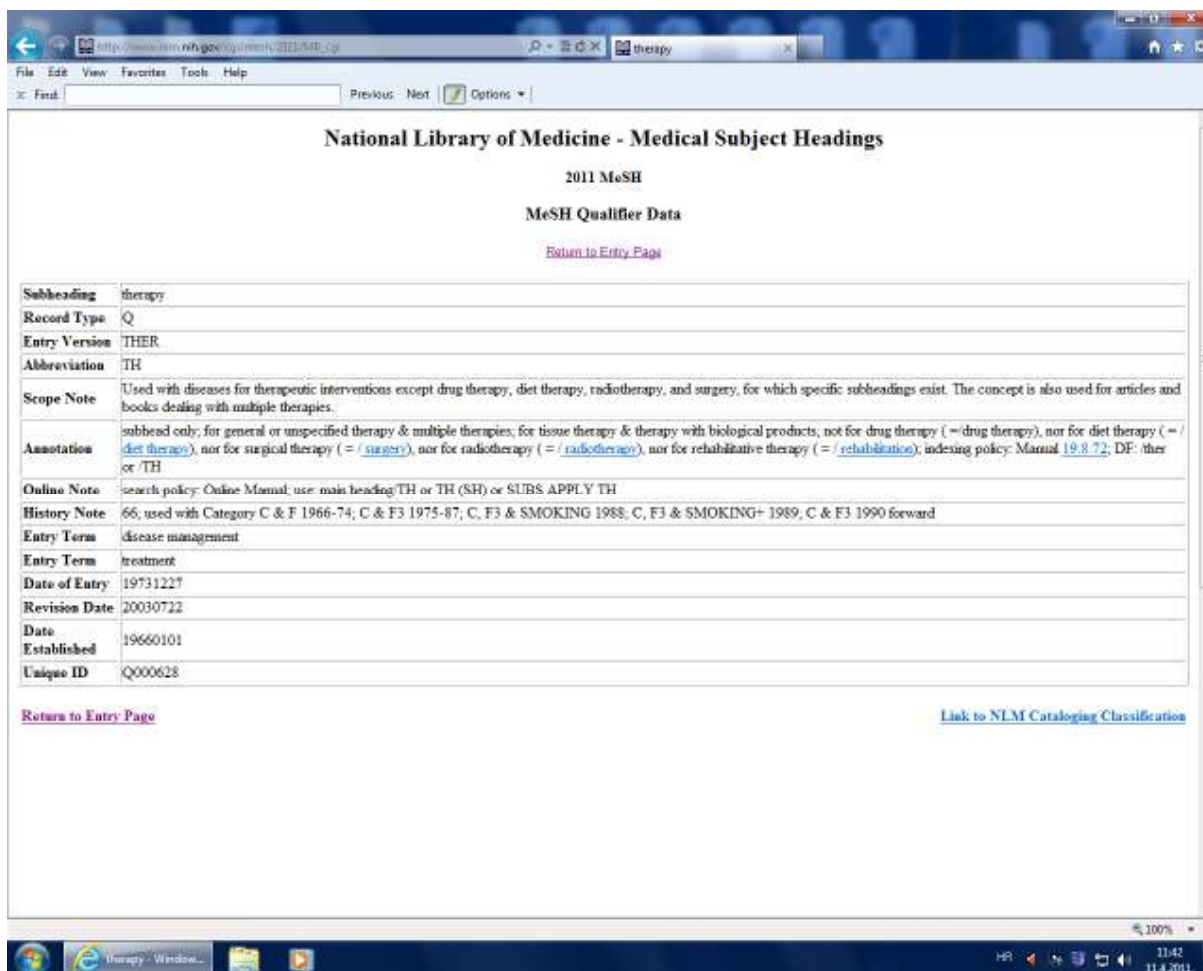 therapy
File Edit View Favorites Tools Help
× Find: Previous Next Options
National Library of Medicine - Medical Subject Headings
2011 MeSH
MeSH Qualifier Data
Return to Entry Page
Subheading therapy
Record Type Q
Entry Version THER
Abbreviation TH
Scope Note Used with diseases for therapeutic interventions except drug therapy, diet therapy, radiotherapy, and surgery, for which specific subheadings exist. The concept is also used for articles and
books dealing with multiple therapies.
Annotation subhead only; for general or unspecified therapy & multiple therapies; for tissue therapy & therapy with biological products; not for drug therapy ( =/drug therapy), nor for diet therapy ( = /
diet therapy), nor for surgical therapy ( = / surgery), nor for radiotherapy ( = / radiotherapy), nor for rehabilitative therapy ( = / rehabilitation); indexing policy: Manual 19.8.72; DF: /ther
or /TH
Online Note search policy: Online Manual; use: main heading/TH or TH (SH) or SUBS APPLY TH
History Note 66; used with Category C & F 1966-74; C & F3 1975-87; C, F3 & SMOKING 1988; C, F3 & SMOKING+ 1989; C & F3 1990 forward
Entry Term disease management
Entry Term treatment
Date of Entry 19731227
Revision Date 20030722
Date
Established 19660101
Unique ID Q000628
Return to Entry Page Link to NLM Cataloging Classification
100%
therapy - Window...
HR 11:42
11.4.2011